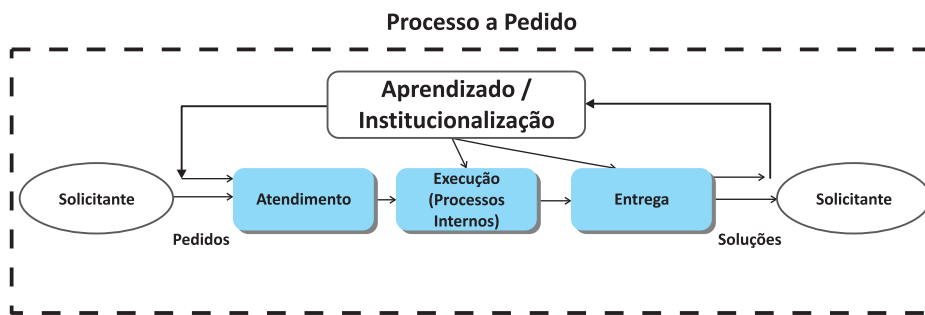 Processo a Pedido
Aprendizado /
Institucionalização
Solicitante
Atendimento
Execução
(Processos
Internos)
Entrega
Solicitante
Pedidos
Soluções